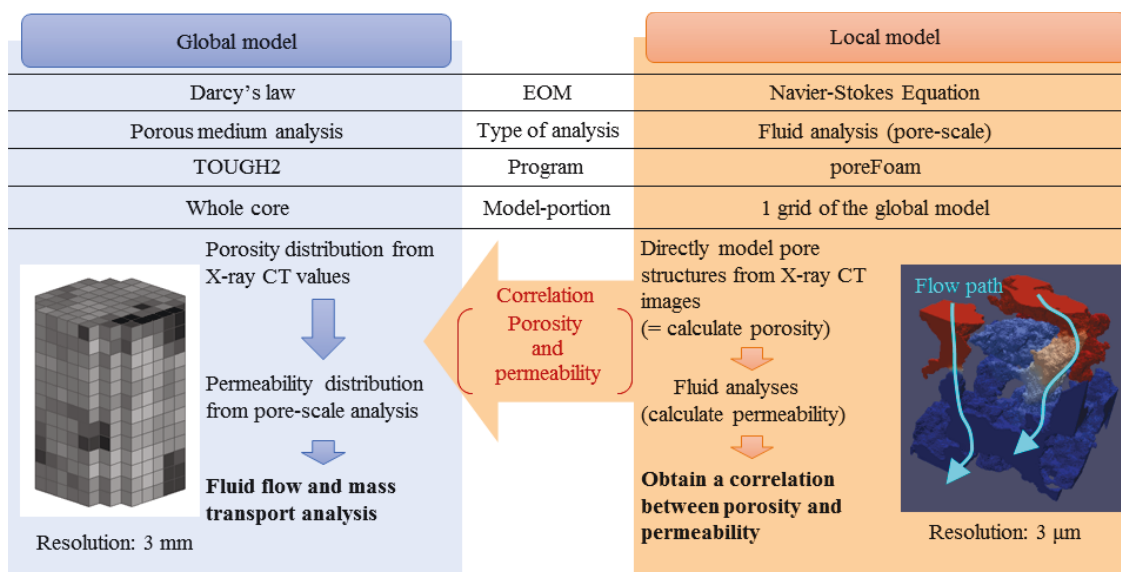 Global model
Local model
Darcy's law
EOM
Navier-Stokes Equation
Porous medium analysis
Type of analysis
Fluid analysis (pore-scale)
TOUGH2
Program
poreFoam
Whole core
Model-portion
1 grid of the global model
Porosity distribution from
X-ray CT values
Permeability distribution
from pore-scale analysis
Fluid flow and mass
transport analysis
Resolution: 3 mm
Correlation
Porosity
and
permeability
Directly model pore
structures from X-ray CT
images
(= calculate porosity)
Fluid analyses
(calculate permeability)
Obtain a correlation
between porosity and
permeability
Flow path
Resolution: 3 μm